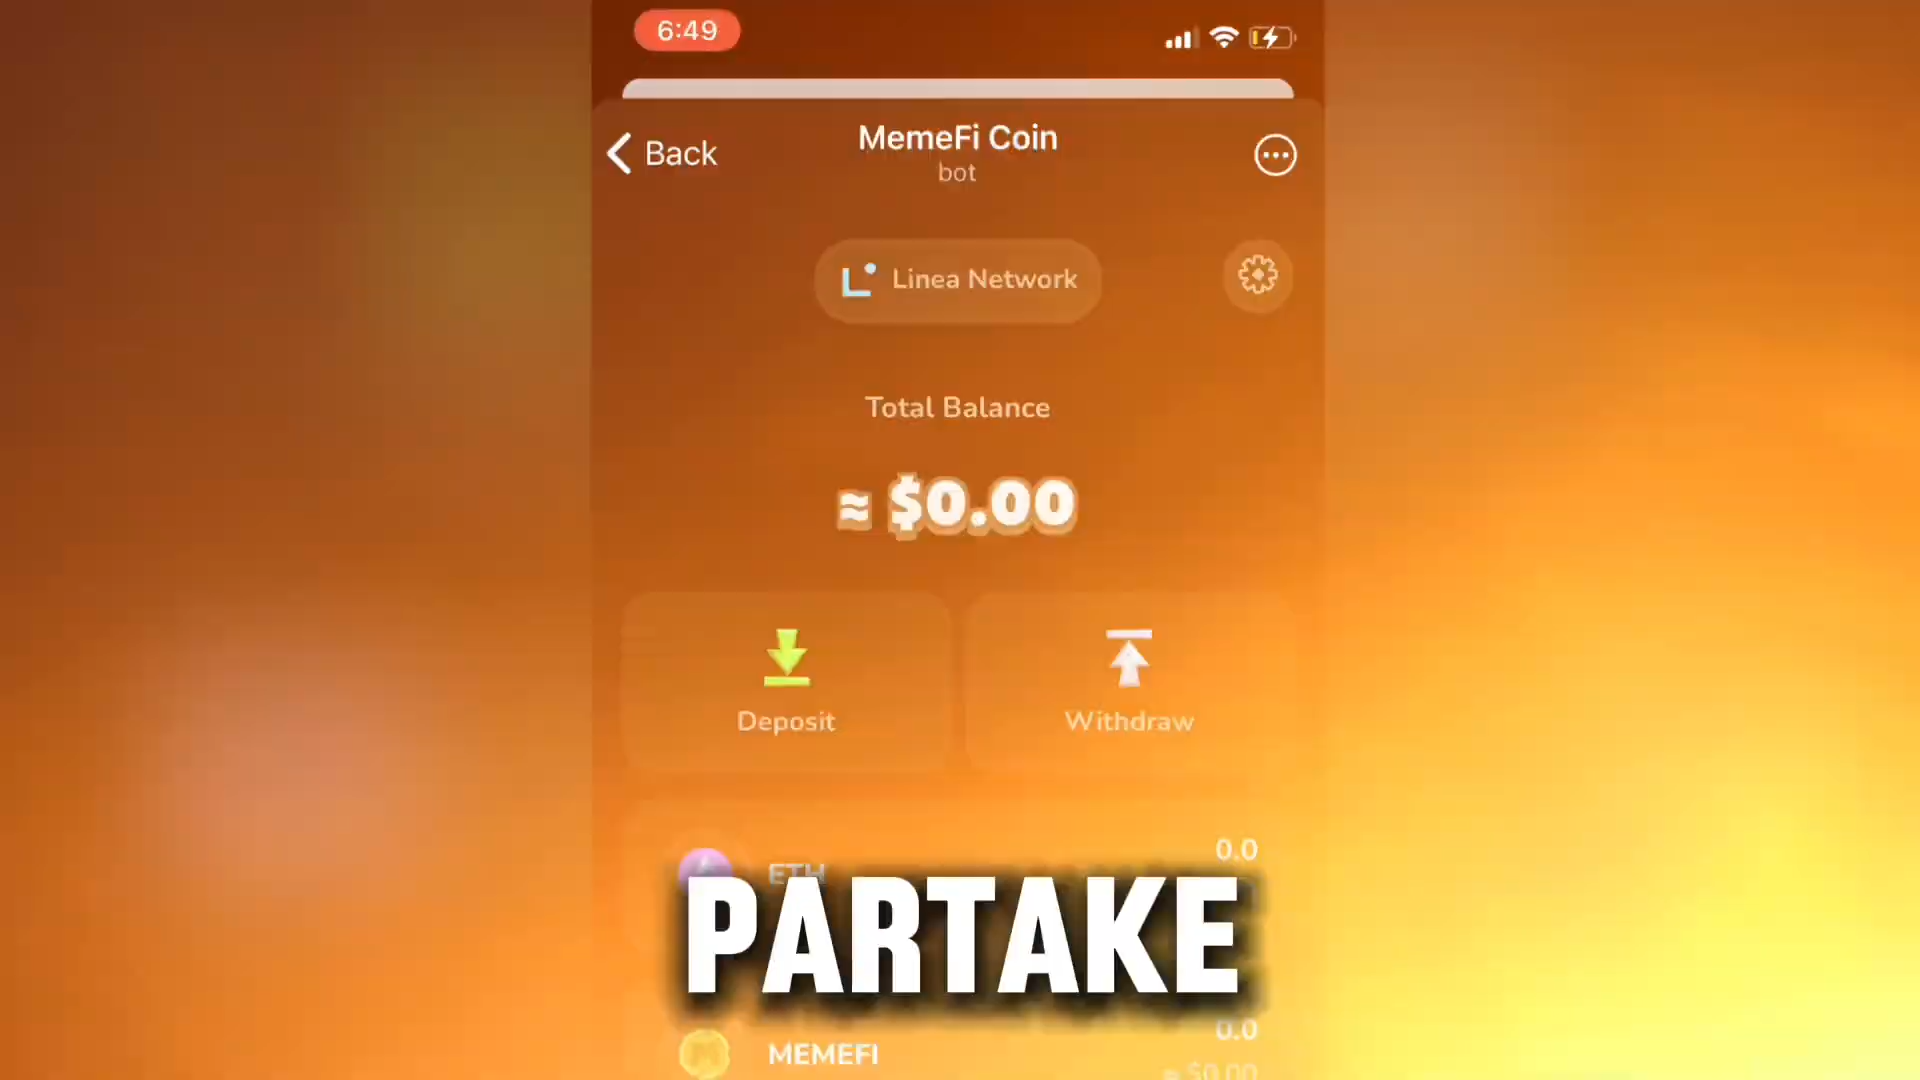 6:49
Back
MemeFi Coin
bot
Linea Network
Total Balance
≈ $0.00
Deposit
Withdraw
ETH
0.0
PARTAKE
MEMEFI
0.0
≈ $0.00